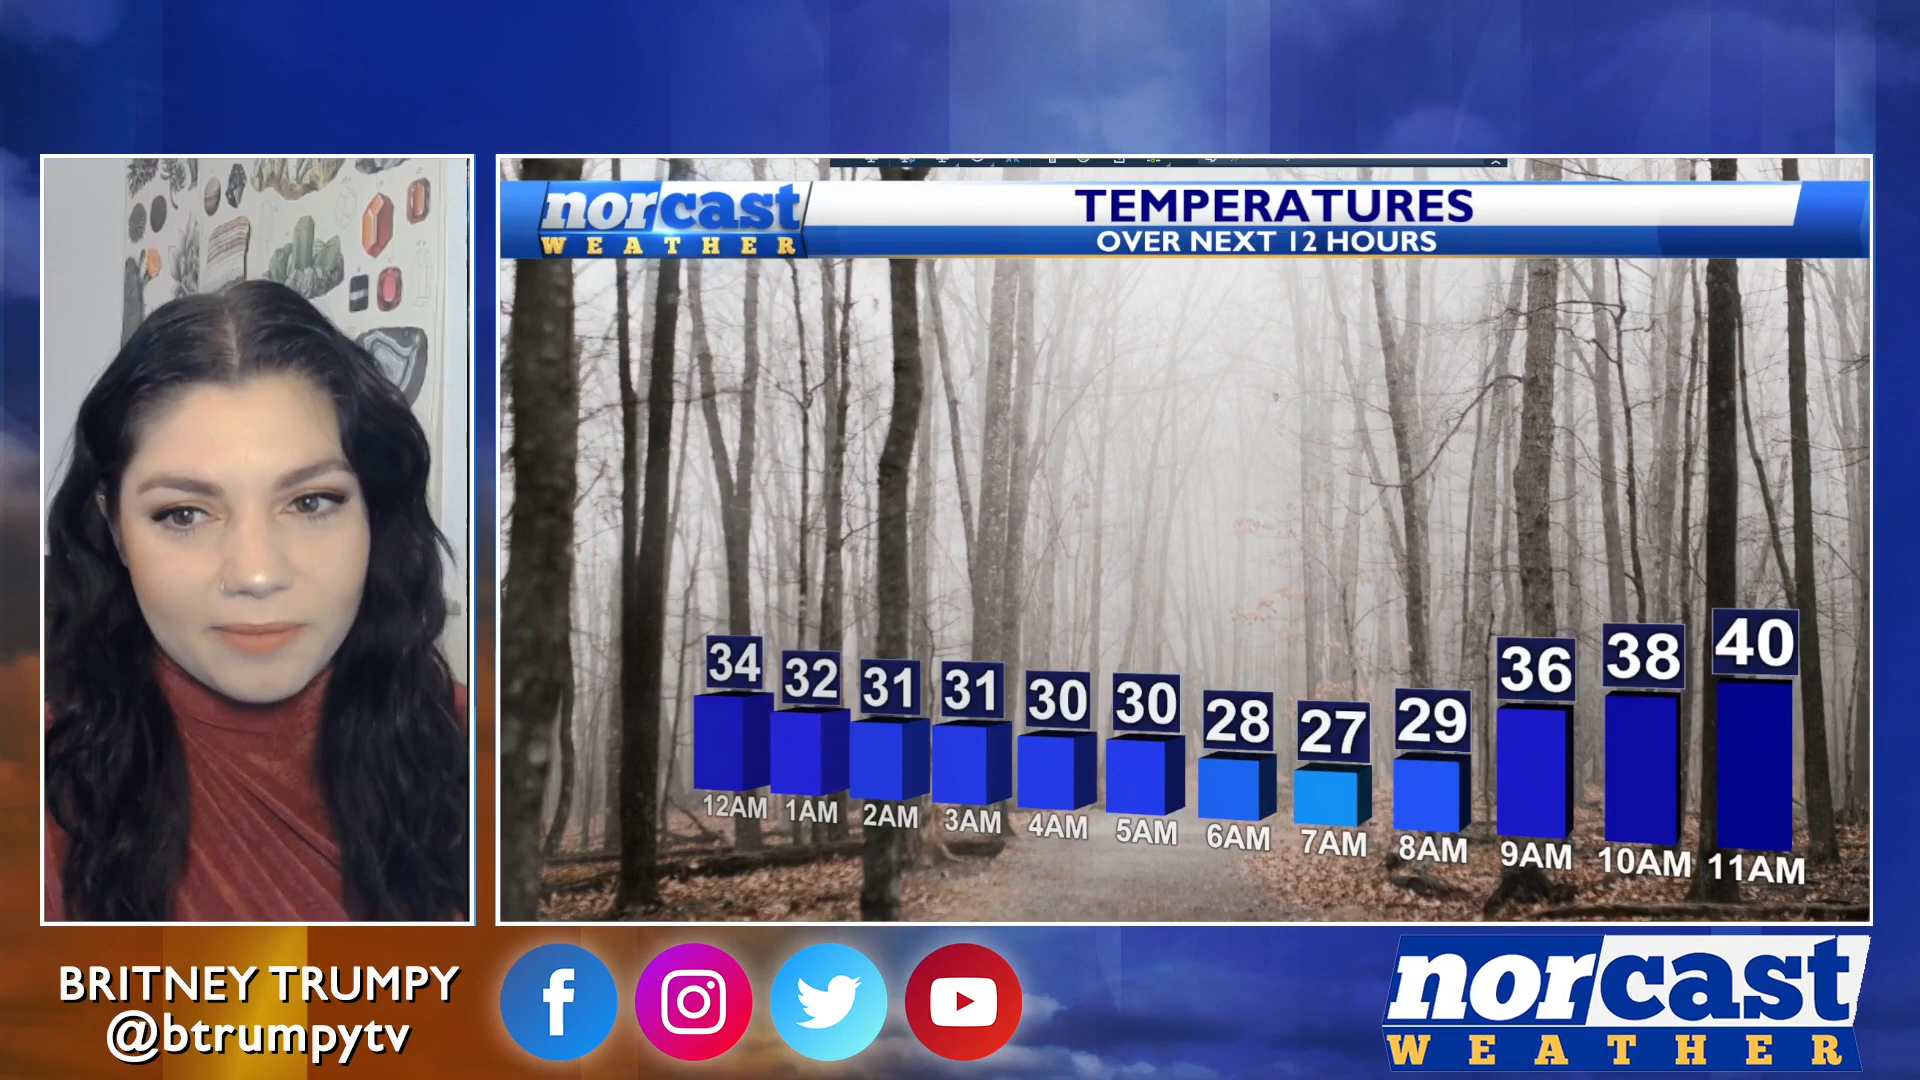 norcast
WEATHER
TEMPERATURES
OVER NEXT 12 HOURS
34 32 31 31 30 30 28 27 29 36 38 40
12AM 1AM 2AM 3AM 4AM 5AM 6AM 7AM 8AM 9AM 10AM 11AM
BRITNEY TRUMPY
@btrumpytv
norcast
WEATHER